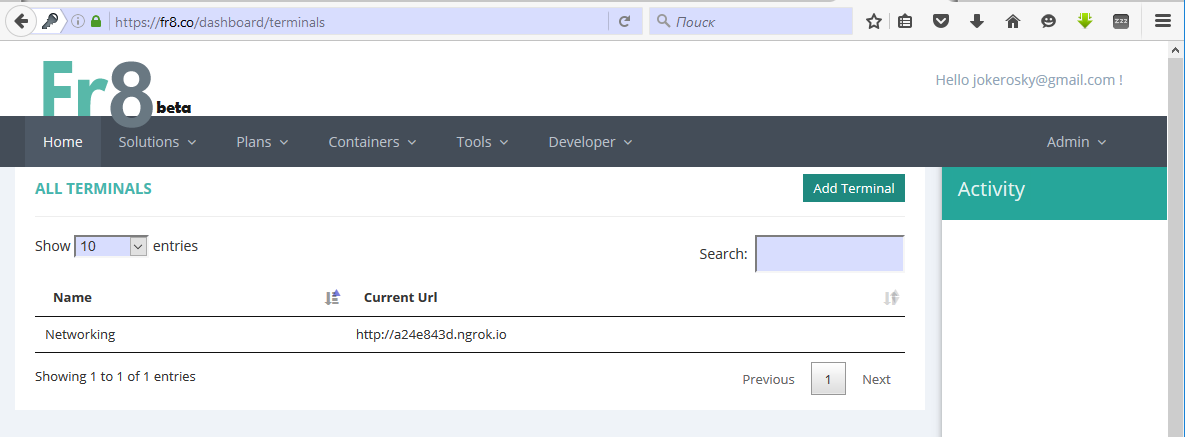 https://fr8.co/dashboard/terminals
Поиск
zzz
Fr8 beta
Hello jokerosky@gmail.com !
Home Solutions Plans Containers Tools Developer Admin
ALL TERMINALS
Add Terminal
Activity
Show 10 entries
Search:
Name Current Url
Networking http://a24e843d.ngrok.io
Showing 1 to 1 of 1 entries
Previous 1 Next